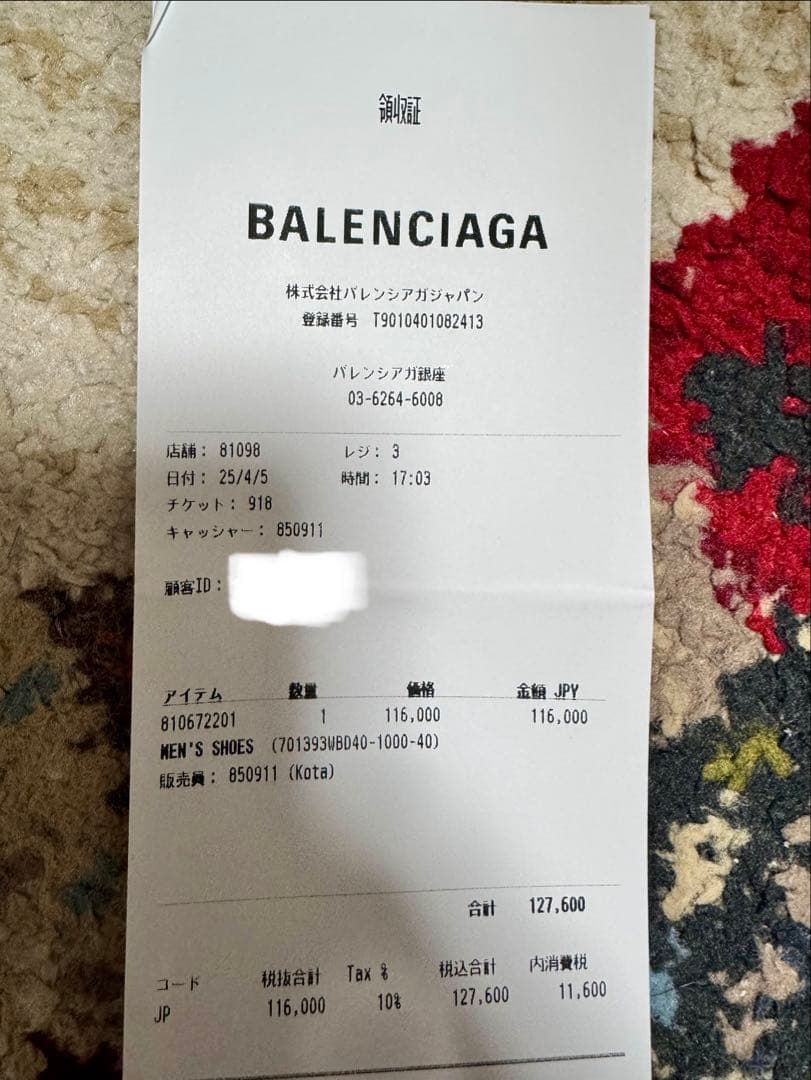 領収証
BALENCIAGA
株式会社バレンシアガジャパン
登録番号 T9010401082413
バレンシアガ銀座
03-6264-6008
店舗： 81098 レジ： 3
日付： 25/4/5 時間： 17:03
チケット： 918
キャッシャー： 850911
顧客ID：
アイテム 数量 価格 金額 JPY
810672201 1 116,000 116,000
MEN'S SHOES (701393WBD40-1000-40)
販売員： 850911 (Kota)
合計 127,600
コード 税抜合計 Tax % 税込合計 内消費税
JP 116,000 10% 127,600 11,600